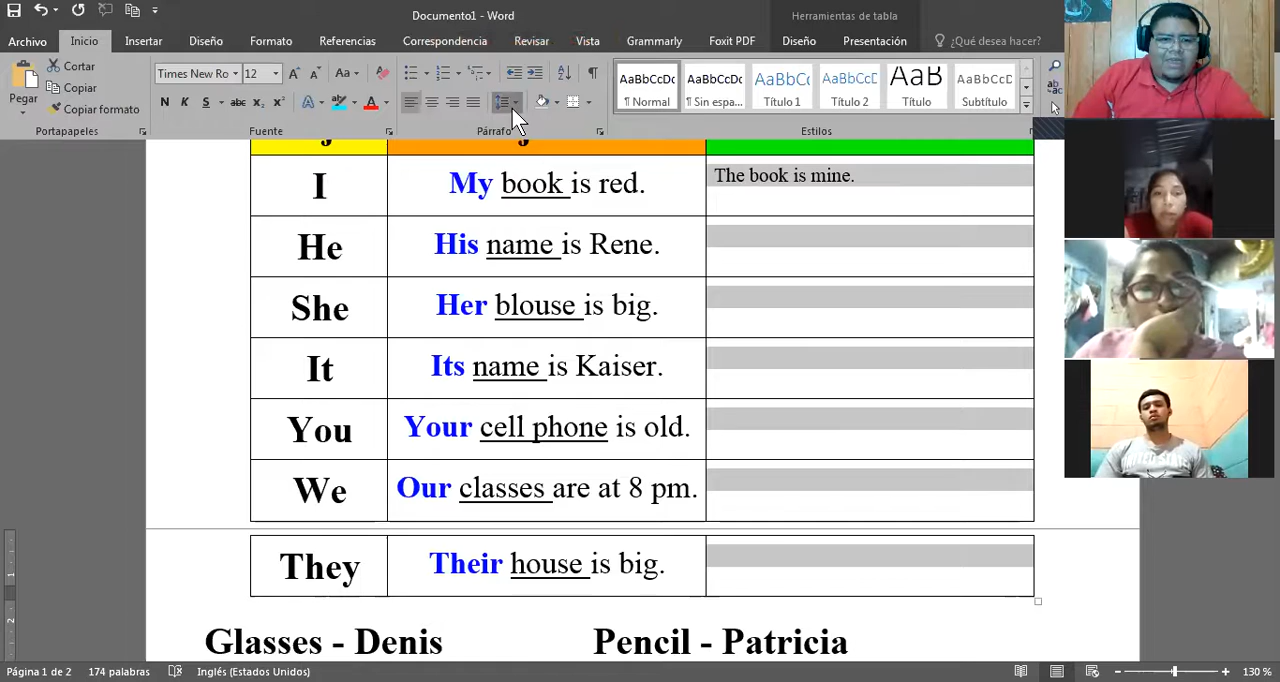 Documento1 - Word
Herramientas de tabla
Archivo Inicio Insertar Diseño Formato Referencias Correspondencia Revisar Vista Grammarly Foxit PDF Diseño Presentación ¿Qué desea hacer?
Pegar
Cortar
Copiar
Copiar formato
Portapapeles
Times New Ro 12
Aa
N K S abc x₂ x²
Fuente
Párrafo
AaBbCcDc AaBbCcDc AaBbCc AaBbCcD AaB AaBbCcD
¶ Normal ¶ Sin espa... Título 1 Título 2 Título Subtítulo
Estilos
I My book is red. The book is mine.
He His name is Rene.
She Her blouse is big.
It Its name is Kaiser.
You Your cell phone is old.
We Our classes are at 8 pm.
They Their house is big.
Glasses - Denis Pencil - Patricia
Página 1 de 2 174 palabras Inglés (Estados Unidos) 130 %